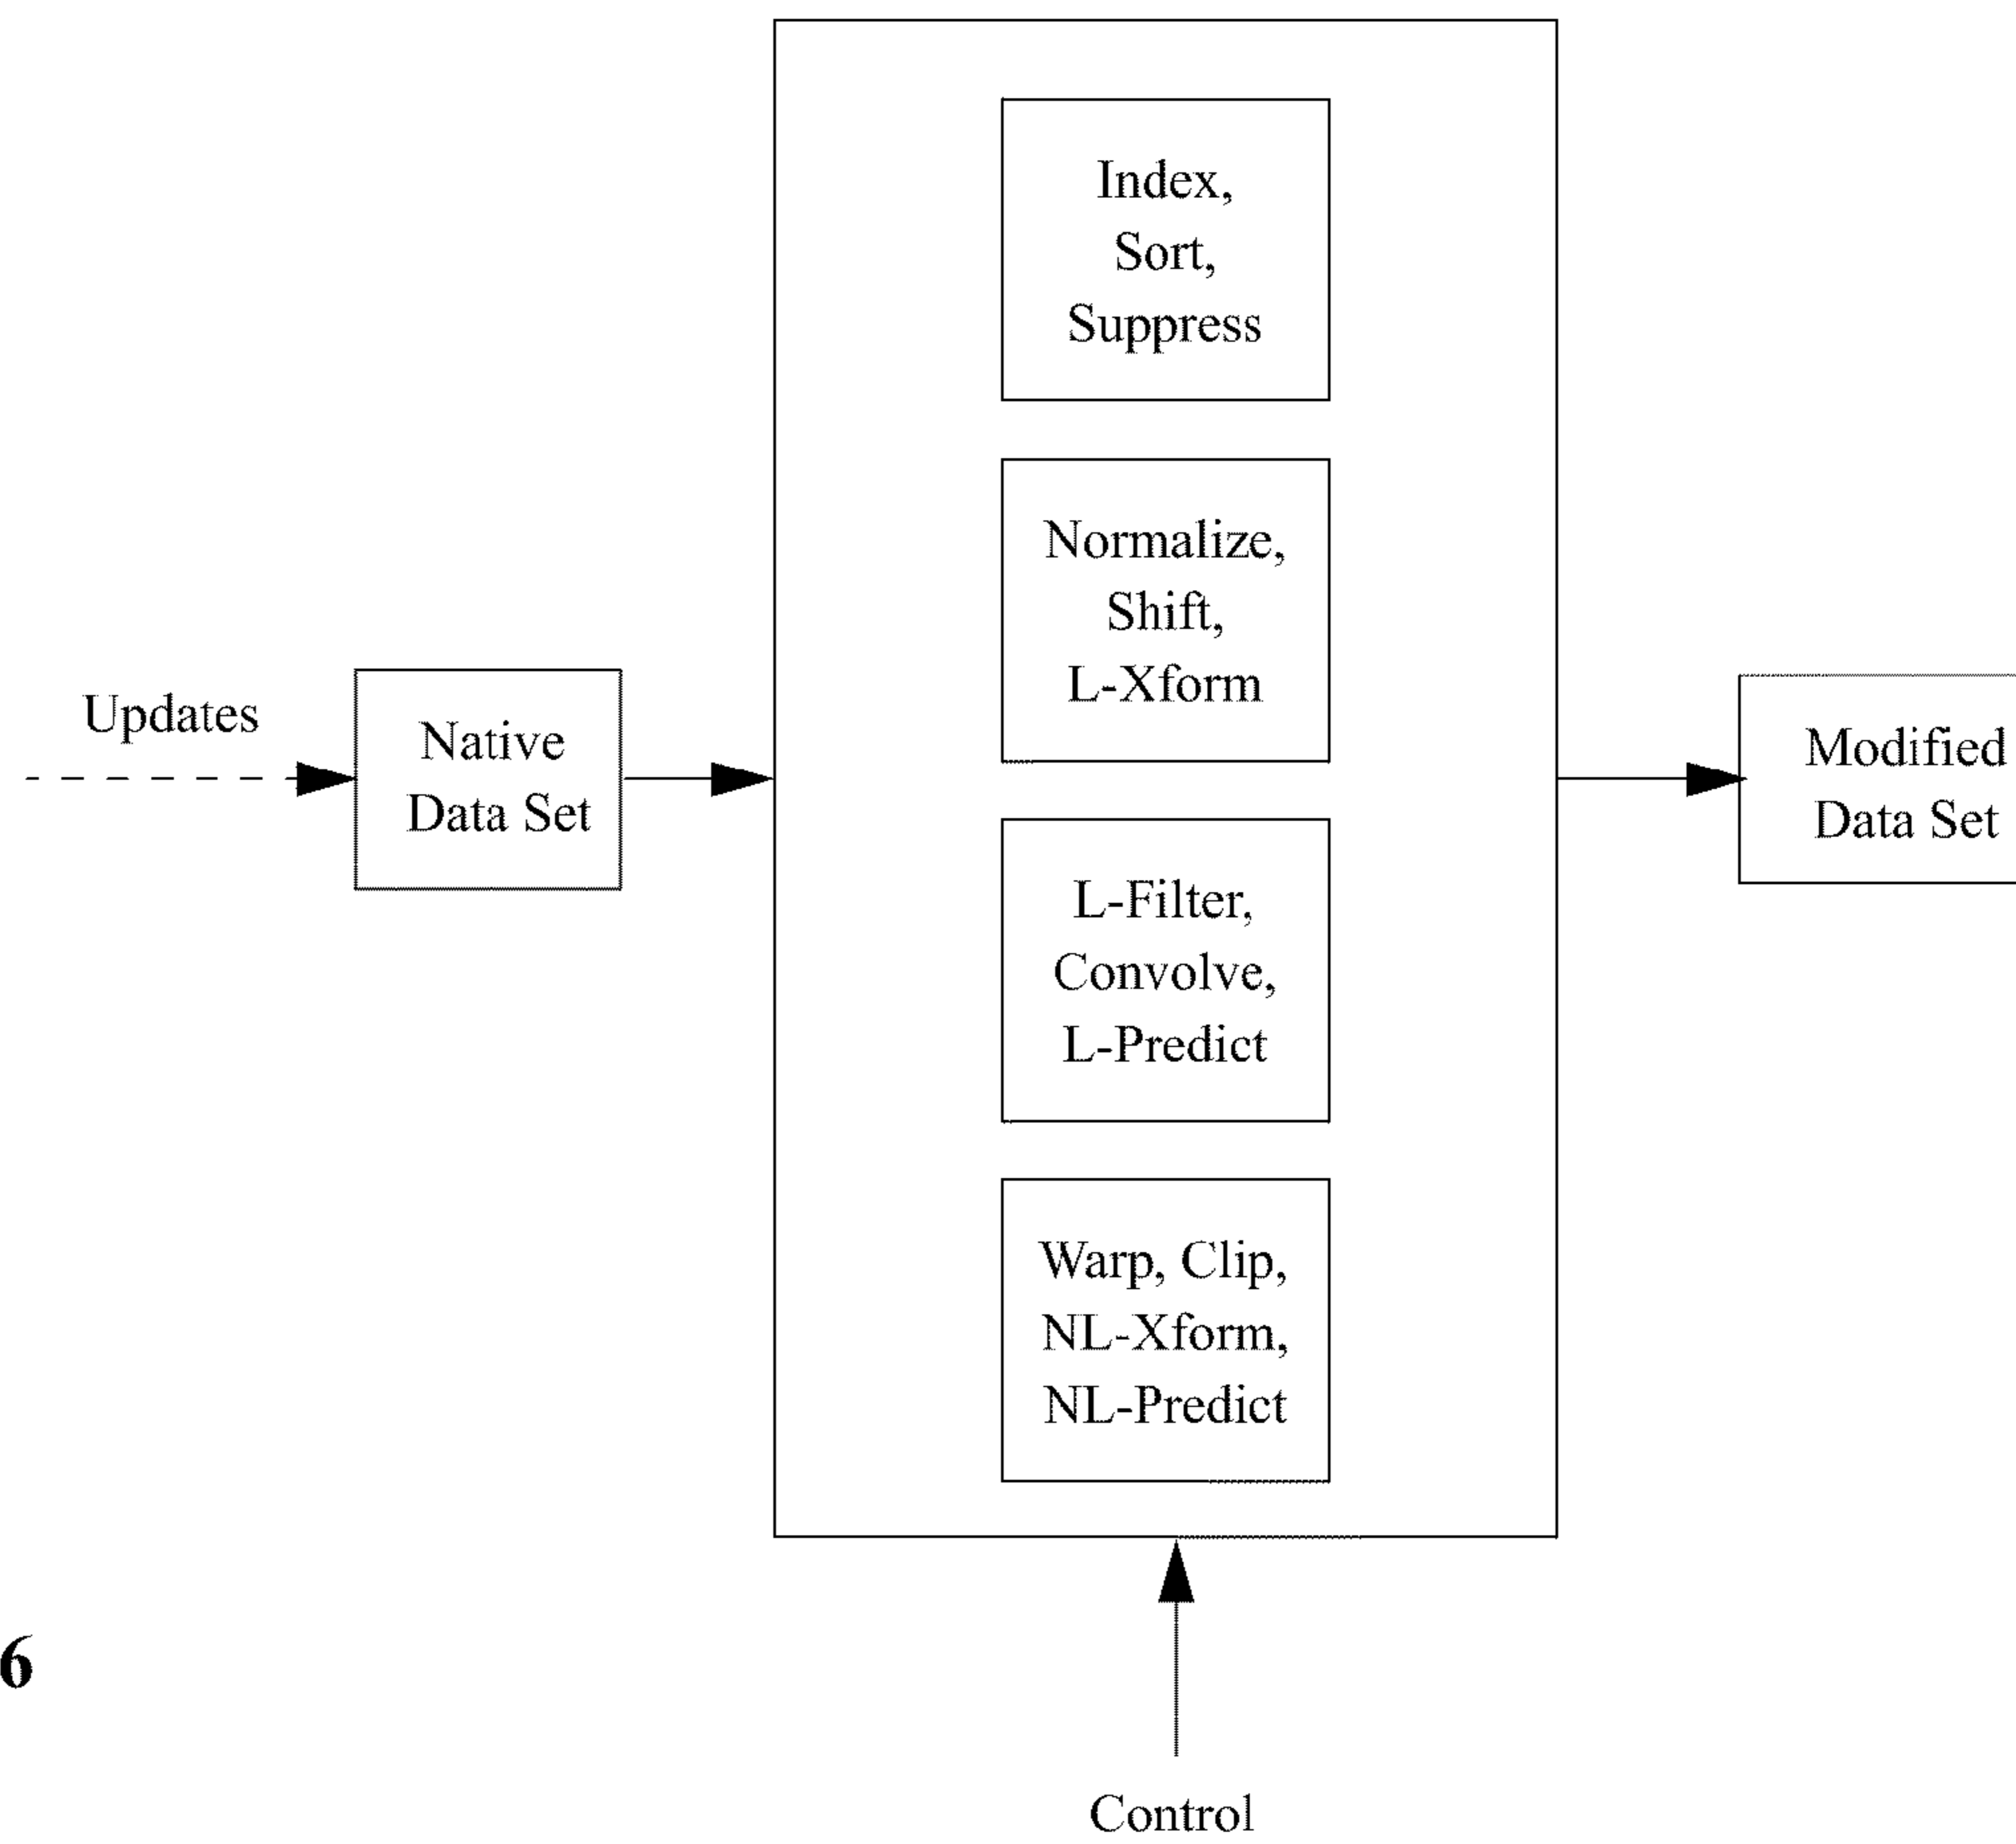 Index,
Sort,
Suppress
Normalize,
Shift,
L-Xform
Updates
Native
Data Set
Modified
Data Set
L-Filter,
Convolve,
L-Predict
Warp, Clip,
NL-Xform,
NL-Predict
6
Control